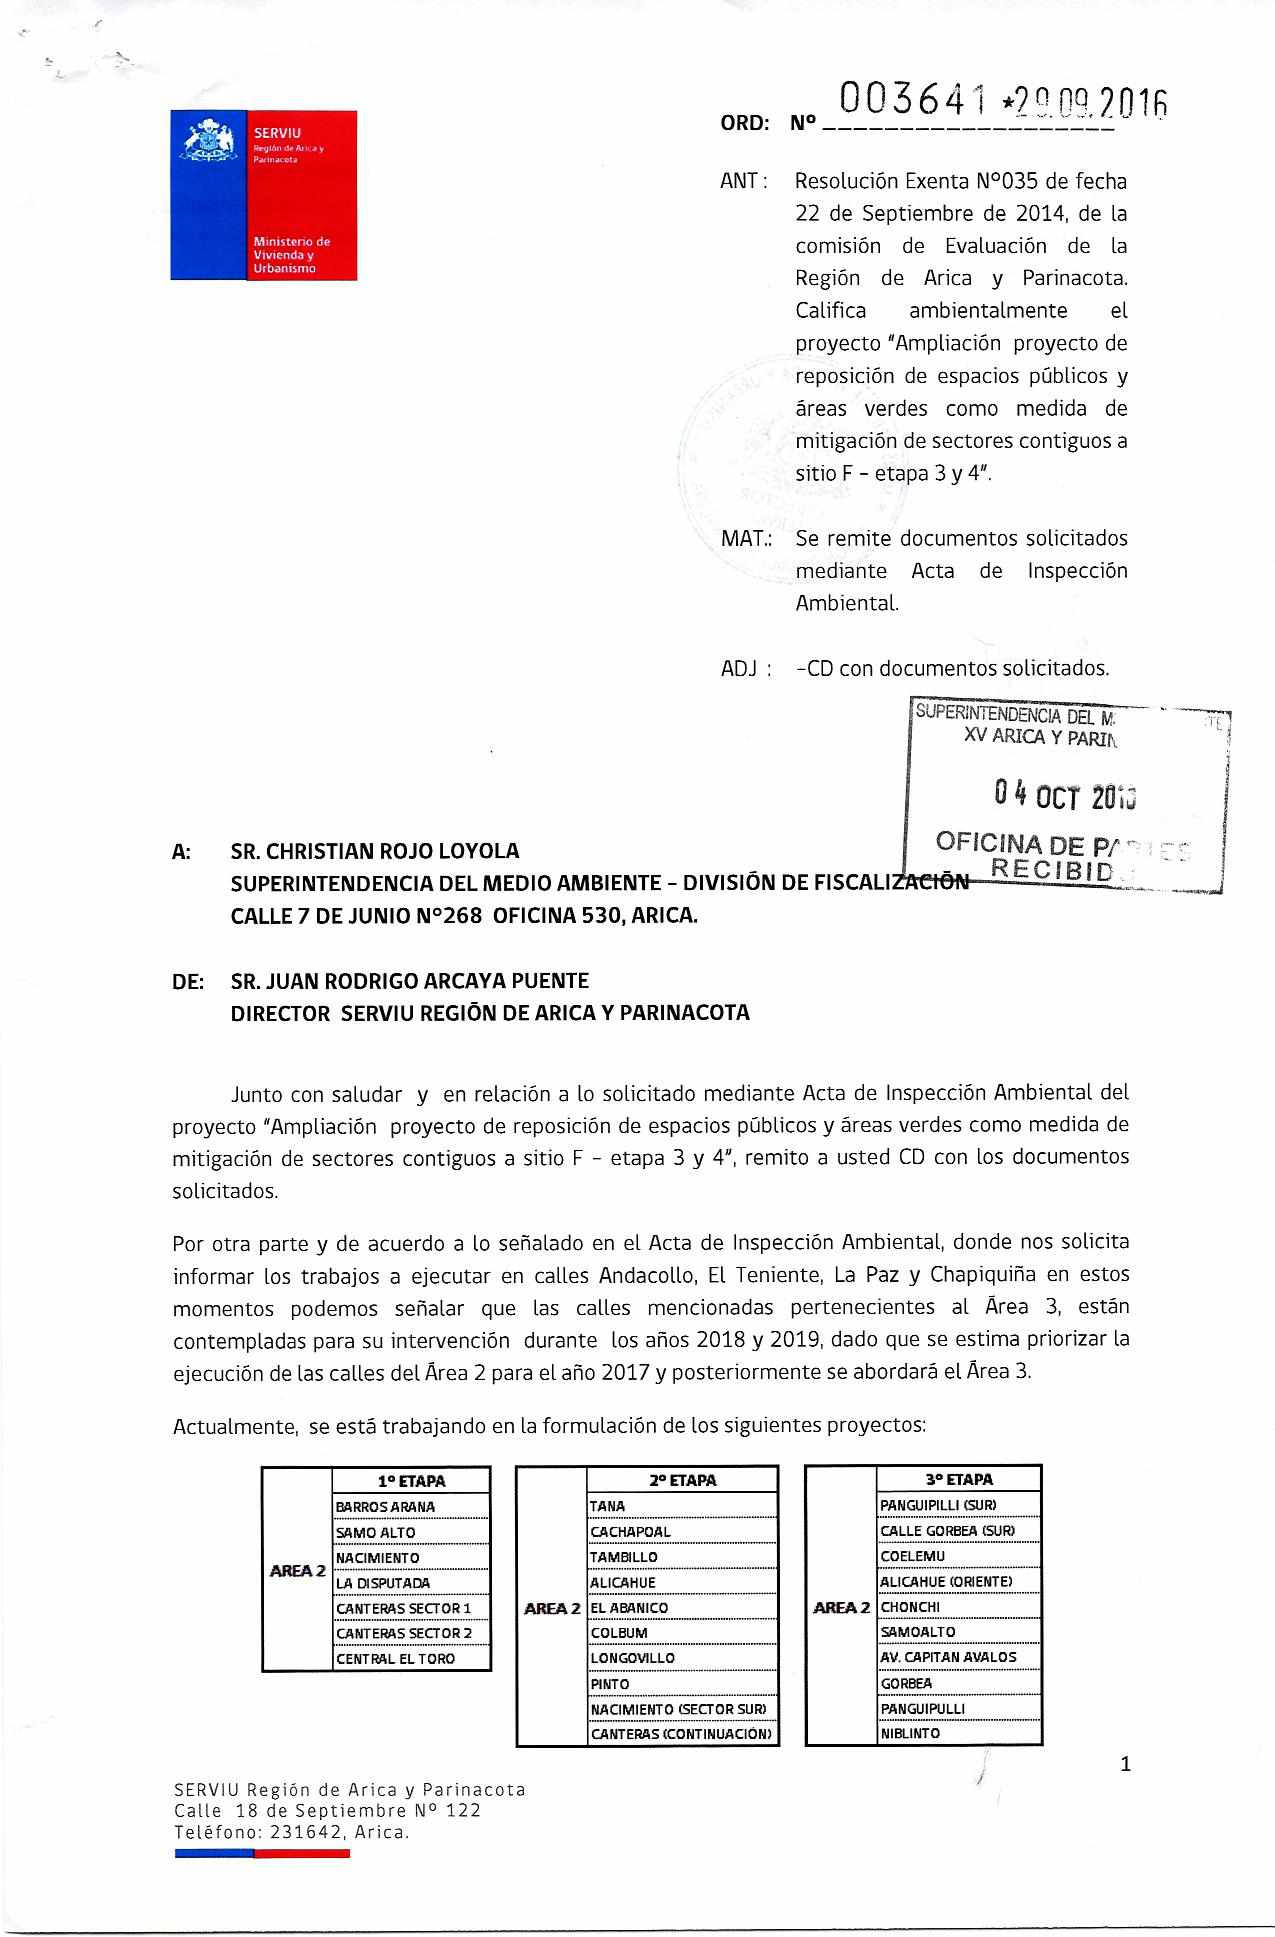 SERVIU
Región de Arica y
Parinacota
Ministerio de
Vivienda y
Urbanismo
003641 *29.09.2016
ORD: Nº
ANT : Resolución Exenta Nº035 de fecha
22 de Septiembre de 2014, de la
comisión de Evaluación de la
Región de Arica y Parinacota.
Califica ambientalmente el
proyecto "Ampliación proyecto de
reposición de espacios públicos y
áreas verdes como medida de
mitigación de sectores contiguos a
sitio F – etapa 3 y 4".
MAT.: Se remite documentos solicitados
mediante Acta de Inspección
Ambiental.
ADJ : -CD con documentos solicitados.
SUPERINTENDENCIA DEL
XV ARICA Y
04 OCT
OFICINA DE
A: SR. CHRISTIAN ROJO LOYOLA
SUPERINTENDENCIA DEL MEDIO AMBIENTE – DIVISIÓN DE FISCALIZACIÓN
CALLE 7 DE JUNIO Nº268 OFICINA 530, ARICA.
DE: SR. JUAN RODRIGO ARCAYA PUENTE
DIRECTOR SERVIU REGIÓN DE ARICA Y PARINACOTA
Junto con saludar y en relación a lo solicitado mediante Acta de Inspección Ambiental del
proyecto "Ampliación proyecto de reposición de espacios públicos y áreas verdes como medida de
mitigación de sectores contiguos a sitio F – etapa 3 y 4", remito a usted CD con los documentos
solicitados.
Por otra parte y de acuerdo a lo señalado en el Acta de Inspección Ambiental, donde nos solicita
informar los trabajos a ejecutar en calles Andacollo, El Teniente, La Paz y Chapiquiña en estos
momentos podemos señalar que las calles mencionadas pertenecientes al Área 3, están
contempladas para su intervención durante los años 2018 y 2019, dado que se estima priorizar la
ejecución de las calles del Área 2 para el año 2017 y posteriormente se abordará el Área 3.
Actualmente, se está trabajando en la formulación de los siguientes proyectos:
AREA 2
1º ETAPA
BARROS ARANA
SAMO ALTO
NACIMIENTO
LA DISPUTADA
CANTERAS SECTOR 1
CANTERAS SECTOR 2
CENTRAL EL TORO
AREA 2
2º ETAPA
TANA
CACHAPOAL
TAMBILLO
ALICAHUE
EL ABANICO
COLBUM
LONGOVILLO
PINTO
NACIMIENTO (SECTOR SUR)
CANTERAS (CONTINUACIÓN)
AREA 2
3º ETAPA
PANGUIPILLI (SUR)
CALLE GORBEA (SUR)
COELEMU
ALICAHUE (ORIENTE)
CHONCHI
SAMOALTO
AV. CAPITAN AVALOS
GORBEA
PANGUIPULLI
NIBLINTO
1
SERVIU Región de Arica y Parinacota
Calle 18 de Septiembre Nº 122
Teléfono: 231642, Arica.